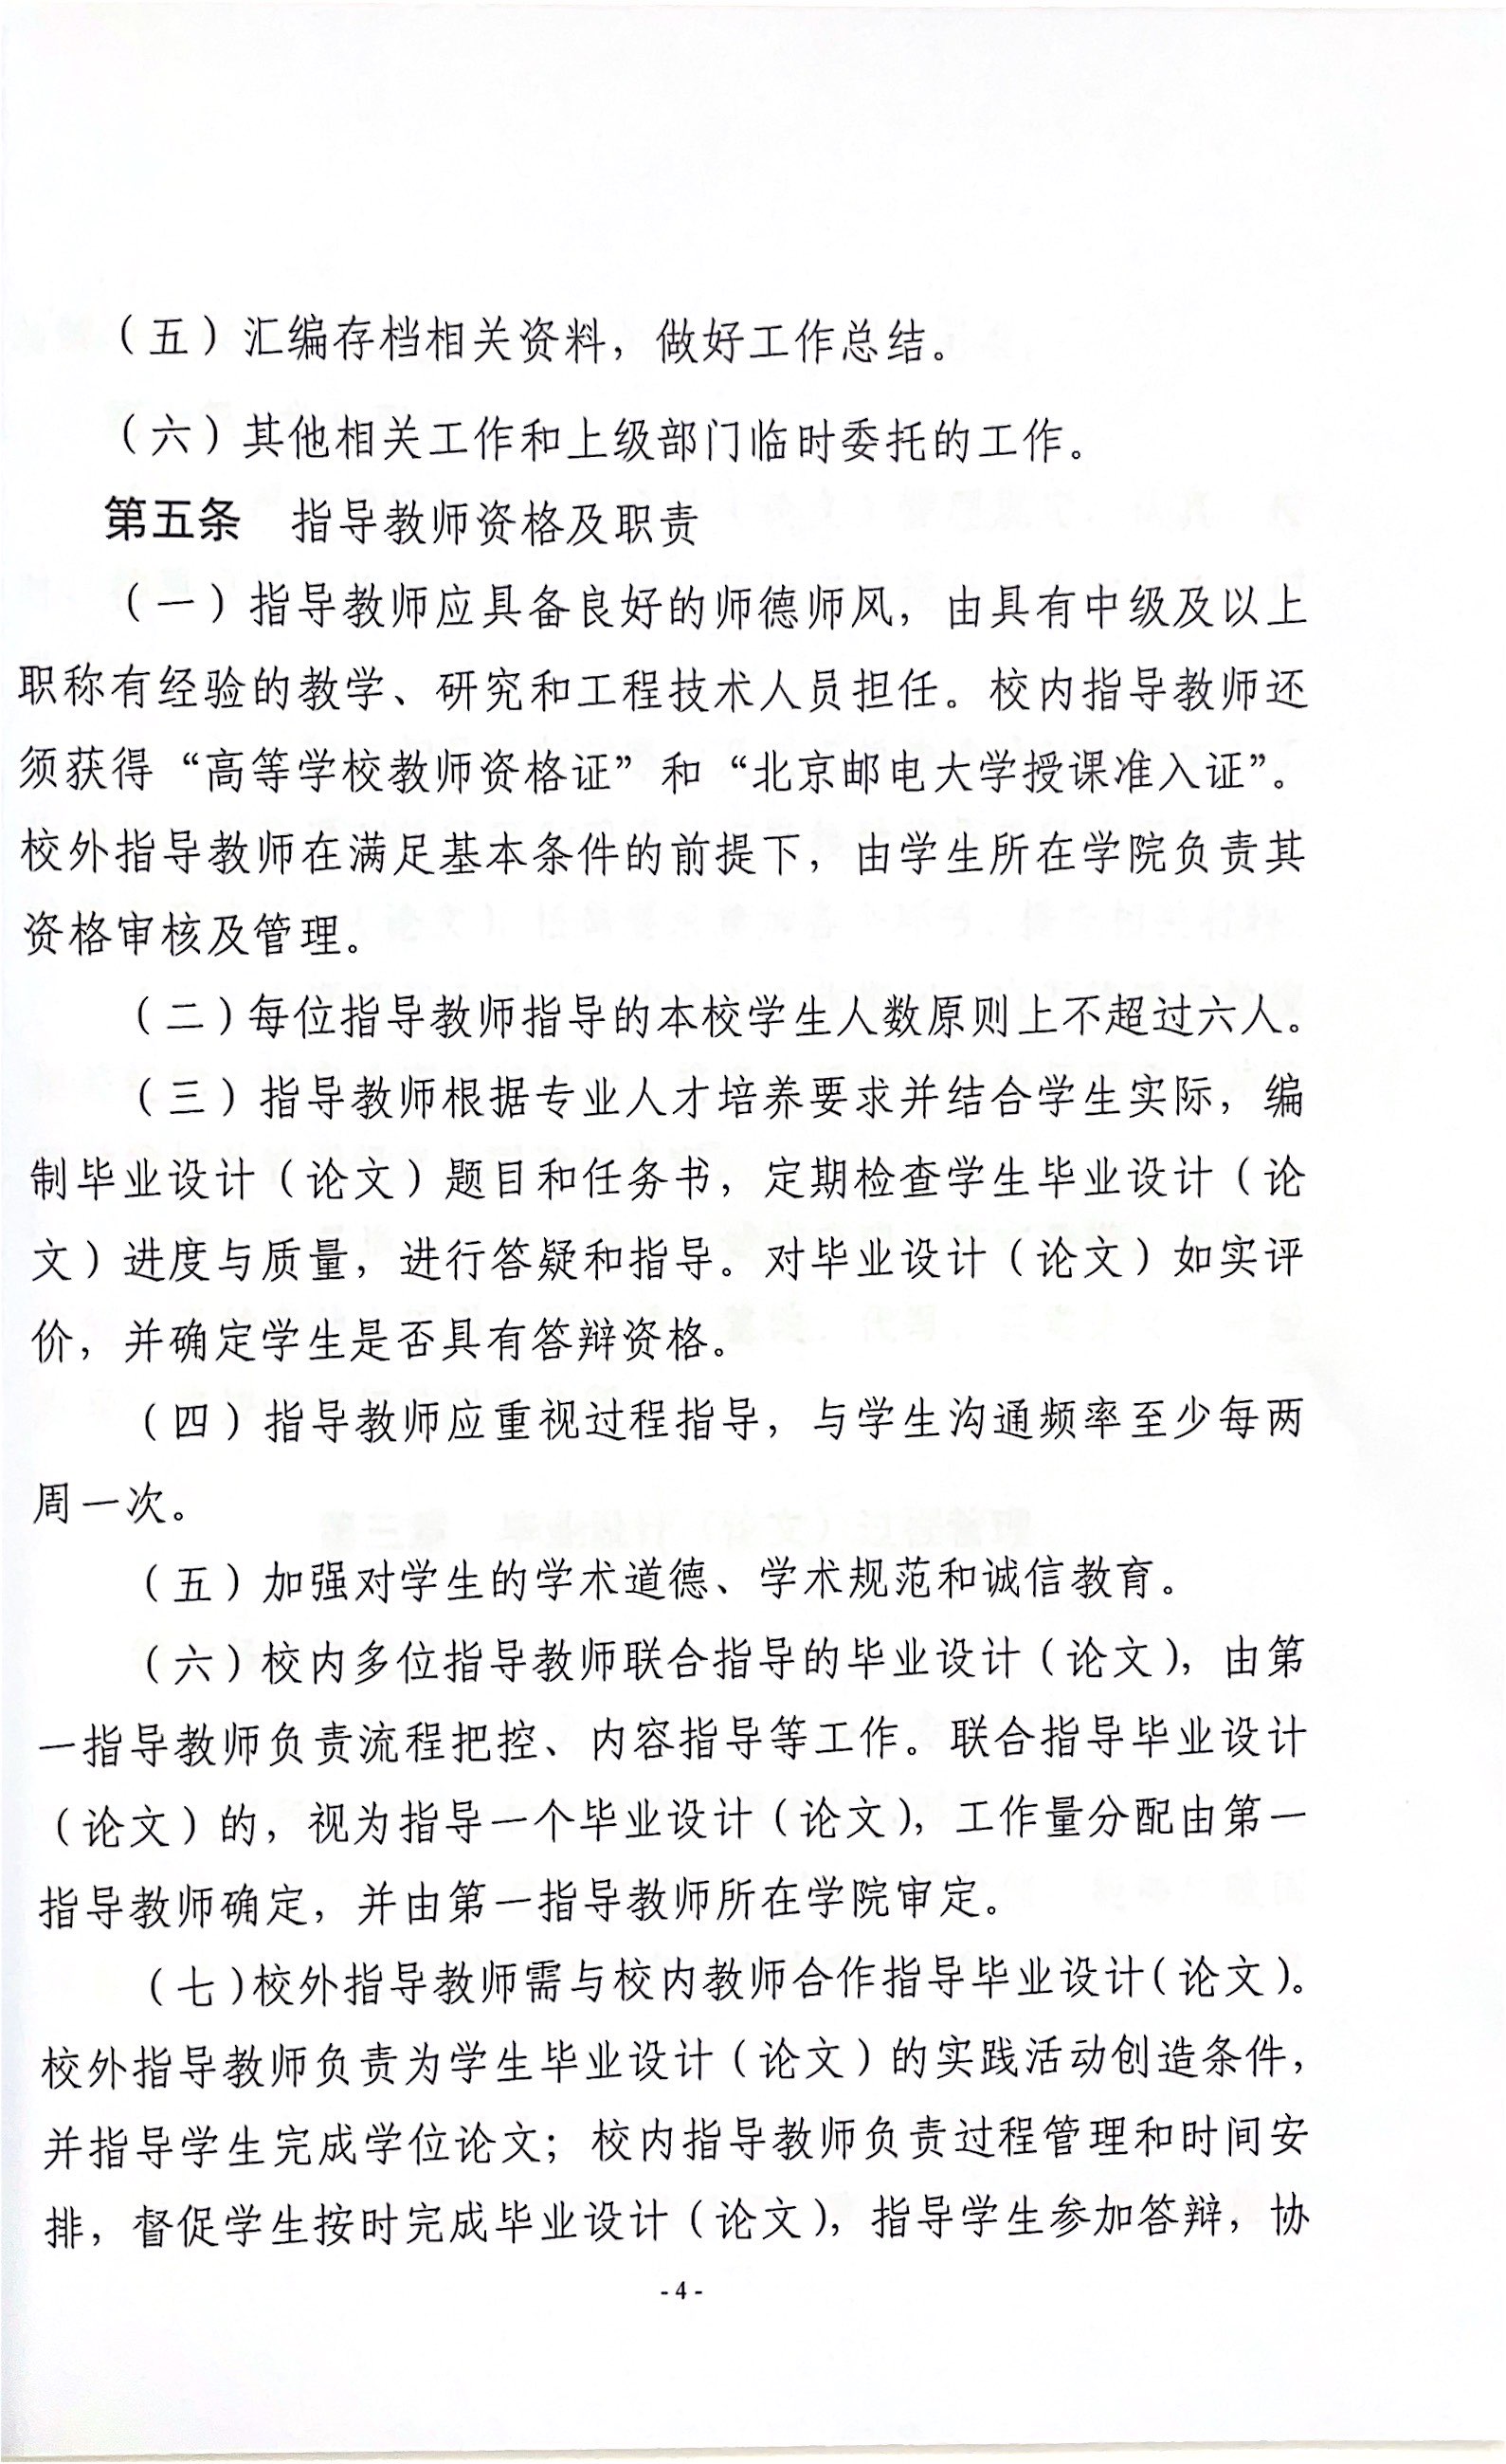 （五）汇编存档相关资料，做好工作总结。
（六）其他相关工作和上级部门临时委托的工作。
第五条　指导教师资格及职责
（一）指导教师应具备良好的师德师风，由具有中级及以上
职称有经验的教学、研究和工程技术人员担任。校内指导教师还
须获得“高等学校教师资格证”和“北京邮电大学授课准入证”。
校外指导教师在满足基本条件的前提下，由学生所在学院负责其
资格审核及管理。
（二）每位指导教师指导的本校学生人数原则上不超过六人。
（三）指导教师根据专业人才培养要求并结合学生实际，编
制毕业设计（论文）题目和任务书，定期检查学生毕业设计（论
文）进度与质量，进行答疑和指导。对毕业设计（论文）如实评
价，并确定学生是否具有答辩资格。
（四）指导教师应重视过程指导，与学生沟通频率至少每两
周一次。
（五）加强对学生的学术道德、学术规范和诚信教育。
（六）校内多位指导教师联合指导的毕业设计（论文），由第
一指导教师负责流程把控、内容指导等工作。联合指导毕业设计
（论文）的，视为指导一个毕业设计（论文），工作量分配由第一
指导教师确定，并由第一指导教师所在学院审定。
（七）校外指导教师需与校内教师合作指导毕业设计（论文）。
校外指导教师负责为学生毕业设计（论文）的实践活动创造条件，
并指导学生完成学位论文；校内指导教师负责过程管理和时间安
排，督促学生按时完成毕业设计（论文），指导学生参加答辩，协
- 4 -